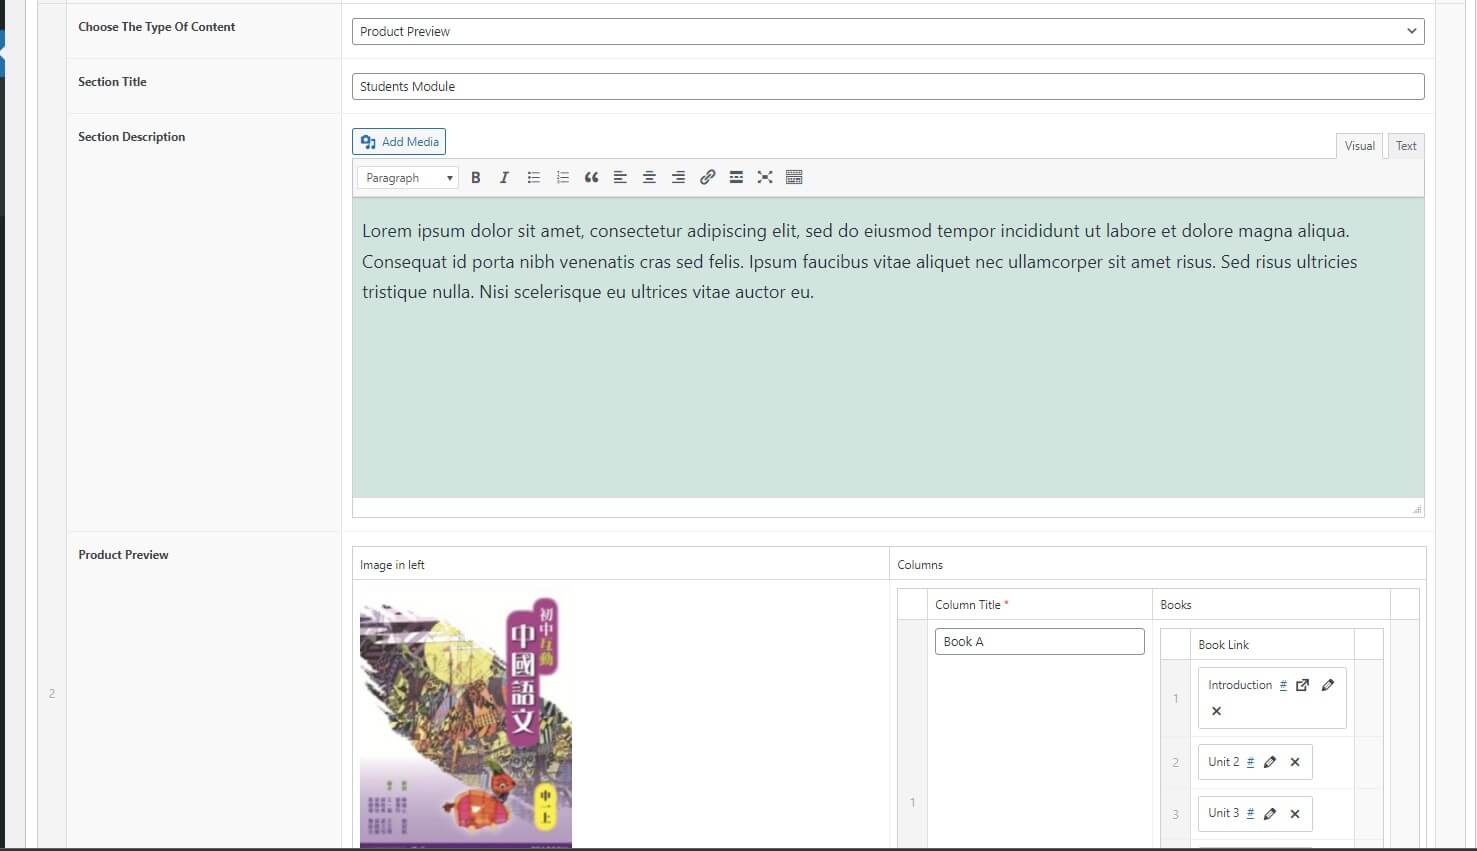 Choose The Type Of Content
Product Preview
Section Title
Students Module
Section Description
Add Media
Visual
Text
Paragraph
Lorem ipsum dolor sit amet, consectetur adipiscing elit, sed do eiusmod tempor incididunt ut labore et dolore magna aliqua.
Consequat id porta nibh venenatis cras sed felis. Ipsum faucibus vitae aliquet nec ullamcorper sit amet risus. Sed risus ultricies
tristique nulla. Nisi scelerisque eu ultrices vitae auctor eu.
2
Product Preview
Image in left
初中互動
中國語文
中一上
Columns
Column Title *
Books
1
Book A
Book Link
1
Introduction #
2
Unit 2 #
3
Unit 3 #